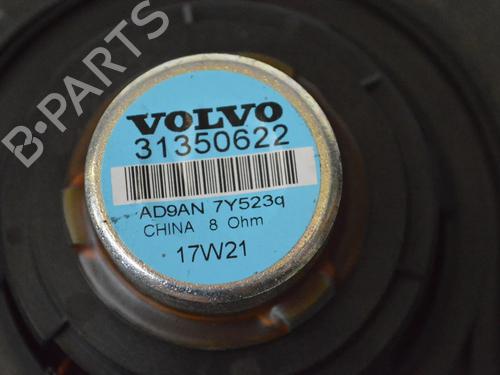 B-PARTS
VOLVO
31350622
AD9AN 7Y523q
CHINA 8 Ohm
17W21